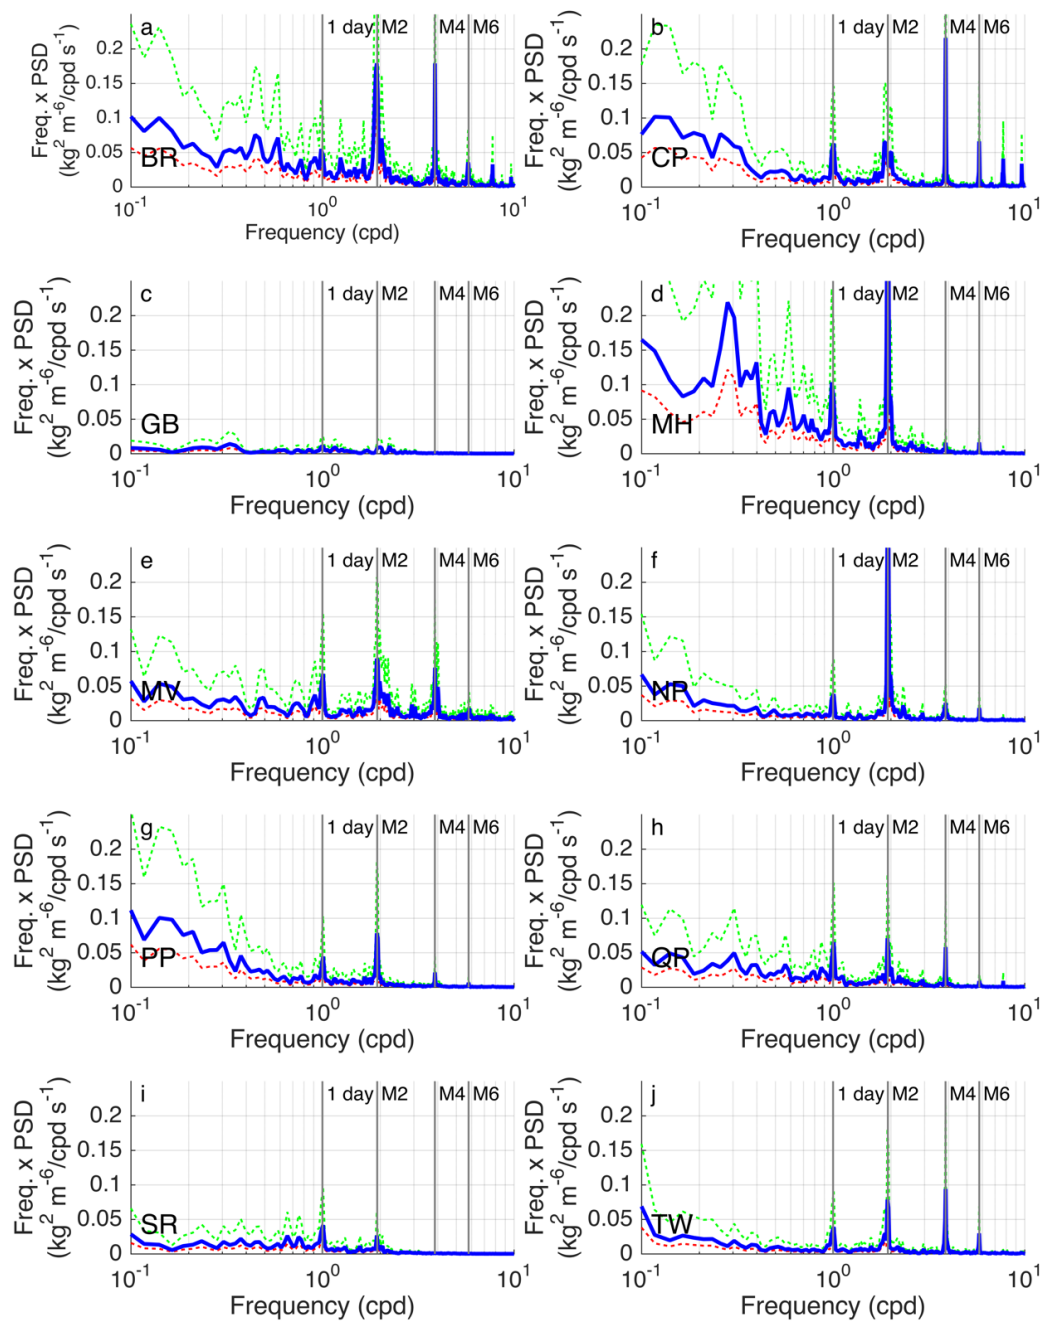 a
1 day M2 M4 M6
0.2
0.15
0.1
0.05
0
BR
Freq. x PSD
(kg² m⁻⁶/cpd s⁻¹)
10⁻¹ 10⁰ 10¹
Frequency (cpd)
b
1 day M2 M4 M6
0.2
0.15
0.1
0.05
0
CP
Freq. x PSD
(kg² m⁻⁶/cpd s⁻¹)
10⁻¹ 10⁰ 10¹
Frequency (cpd)
c
1 day M2 M4 M6
0.2
0.15
0.1
0.05
0
GB
Freq. x PSD
(kg² m⁻⁶/cpd s⁻¹)
10⁻¹ 10⁰ 10¹
Frequency (cpd)
d
1 day M2 M4 M6
0.2
0.15
0.1
0.05
0
MH
Freq. x PSD
(kg² m⁻⁶/cpd s⁻¹)
10⁻¹ 10⁰ 10¹
Frequency (cpd)
e
1 day M2 M4 M6
0.2
0.15
0.1
0.05
0
MV
Freq. x PSD
(kg² m⁻⁶/cpd s⁻¹)
10⁻¹ 10⁰ 10¹
Frequency (cpd)
f
1 day M2 M4 M6
0.2
0.15
0.1
0.05
0
NP
Freq. x PSD
(kg² m⁻⁶/cpd s⁻¹)
10⁻¹ 10⁰ 10¹
Frequency (cpd)
g
1 day M2 M4 M6
0.2
0.15
0.1
0.05
0
PP
Freq. x PSD
(kg² m⁻⁶/cpd s⁻¹)
10⁻¹ 10⁰ 10¹
Frequency (cpd)
h
1 day M2 M4 M6
0.2
0.15
0.1
0.05
0
QP
Freq. x PSD
(kg² m⁻⁶/cpd s⁻¹)
10⁻¹ 10⁰ 10¹
Frequency (cpd)
i
1 day M2 M4 M6
0.2
0.15
0.1
0.05
0
SR
Freq. x PSD
(kg² m⁻⁶/cpd s⁻¹)
10⁻¹ 10⁰ 10¹
Frequency (cpd)
j
1 day M2 M4 M6
0.2
0.15
0.1
0.05
0
TW
Freq. x PSD
(kg² m⁻⁶/cpd s⁻¹)
10⁻¹ 10⁰ 10¹
Frequency (cpd)